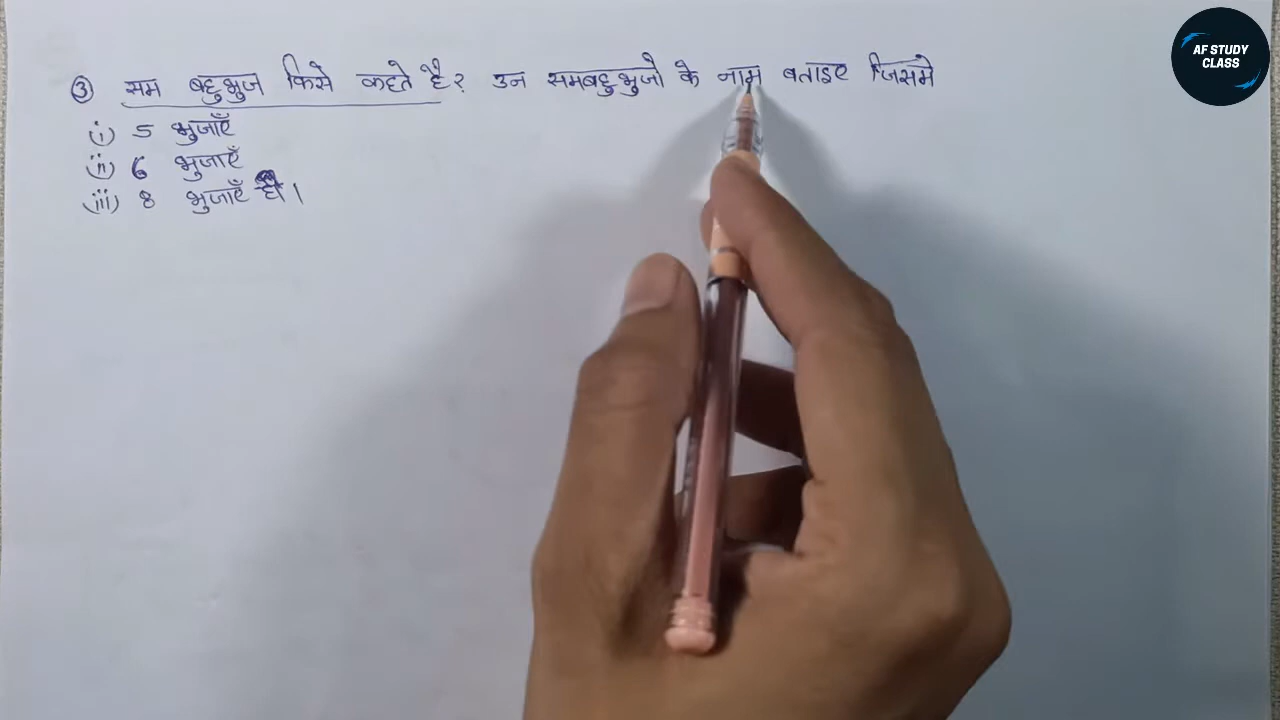 AF STUDY
CLASS
③ सम बहुभुज किसे कहते है? उन समबहुभुजो के नाम बताइए जिसमे
(i) 5 भुजाएँ
(ii) 6 भुजाएँ
(iii) 8 भुजाएँ हो।